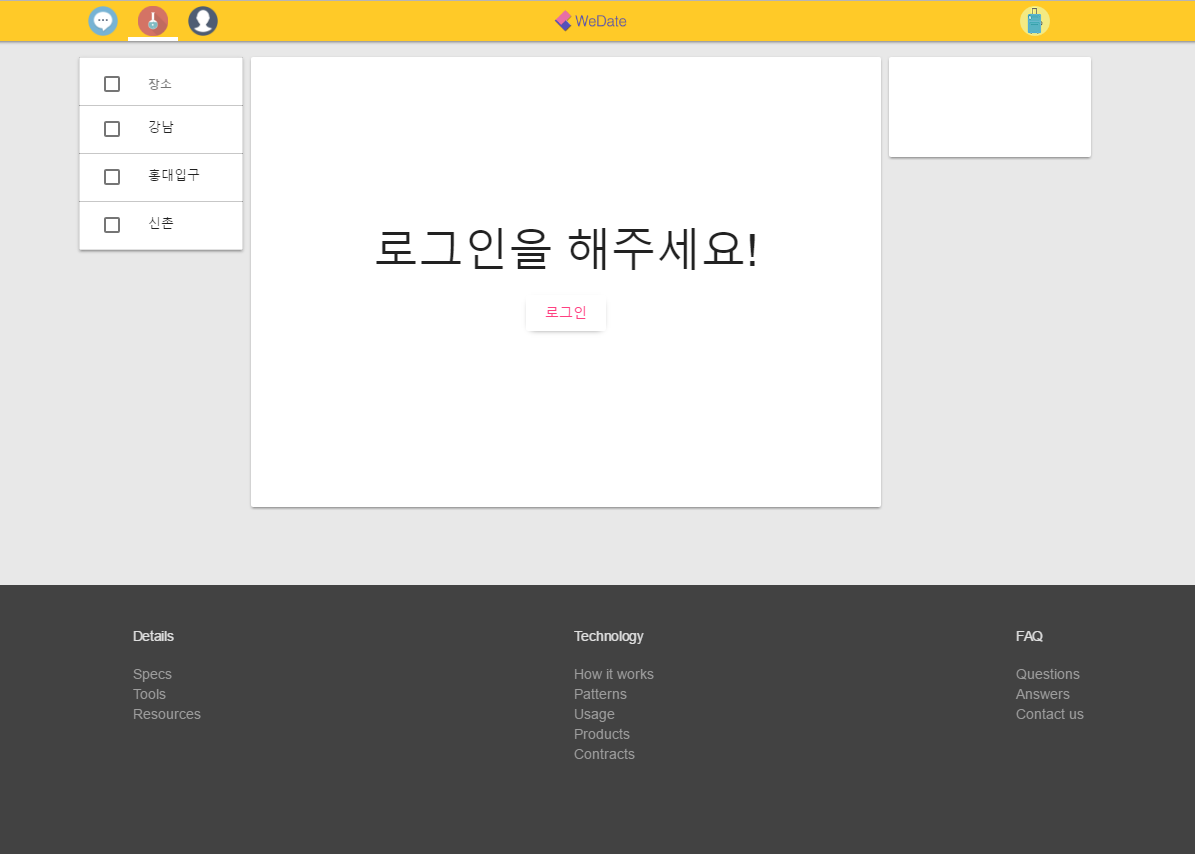 WeDate
장소
강남
홍대입구
신촌
로그인을 해주세요!
로그인
Details
Specs
Tools
Resources
Technology
How it works
Patterns
Usage
Products
Contracts
FAQ
Questions
Answers
Contact us